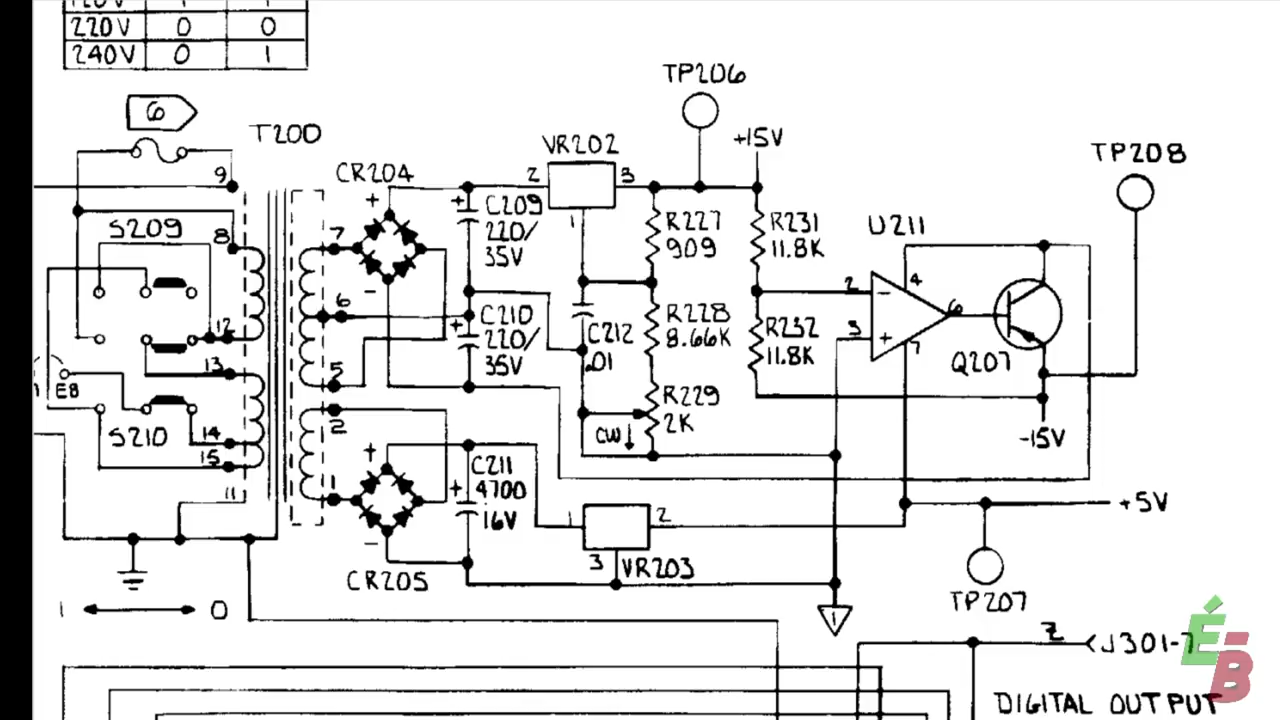 120V
220V 0 0
240V 0 1
6
T200
TP206
+15V
TP208
VR202
2 3
1
CR204
+
-
9
8
S209
12
13
E8
S210
14
15
11
7
6
5
2
1
+ C209
220/
35V
+ C210
220/
35V
C212
.01
R227
909
R228
8.66K
R229
2K
CW
R231
11.8K
R232
11.8K
U211
2 -
3 +
4
6
7
Q207
-15V
+5V
TP207
+
-
CR205
C211
+ 4700
16V
1 2
3 VR203
1
1 0
Z J301-7
DIGITAL OUTPUT
É
B